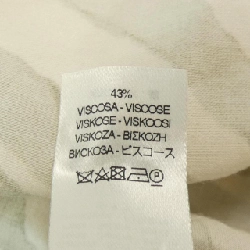 43%
VISCOSA - VISCOSE
VISKOSE - VISKOOSI
VISKOZA - ΒΙΣΚΟΖΗ
ВИСКОЗА - ビスコース